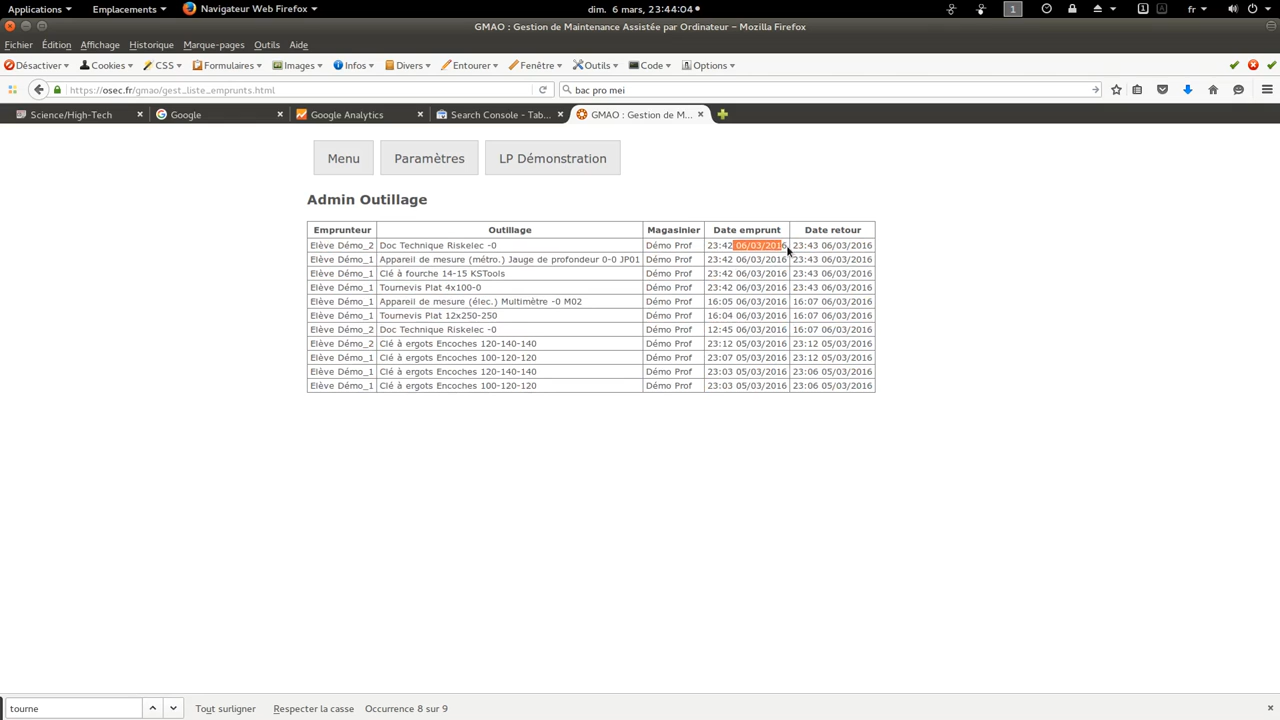 Applications Emplacements Navigateur Web Firefox dim. 6 mars, 23:44:04 1 1 A fr
GMAO : Gestion de Maintenance Assistée par Ordinateur – Mozilla Firefox
Fichier Édition Affichage Historique Marque-pages Outils Aide
Désactiver Cookies CSS Formulaires Images Infos Divers Entourer Fenêtre Outils Code Options
https://osec.fr/gmao/gest_liste_emprunts.html bac pro mei
Science/High-Tech Google Google Analytics Search Console - Tab... GMAO : Gestion de M...
Menu Paramètres LP Démonstration
Admin Outillage
Emprunteur Outillage Magasinier Date emprunt Date retour
Elève Démo_2 Doc Technique Riskelec -0 Démo Prof 23:42 06/03/2016 23:43 06/03/2016
Elève Démo_1 Appareil de mesure (métro.) Jauge de profondeur 0-0 JP01 Démo Prof 23:42 06/03/2016 23:43 06/03/2016
Elève Démo_1 Clé à fourche 14-15 KSTools Démo Prof 23:42 06/03/2016 23:43 06/03/2016
Elève Démo_1 Tournevis Plat 4x100-0 Démo Prof 23:42 06/03/2016 23:43 06/03/2016
Elève Démo_1 Appareil de mesure (élec.) Multimètre -0 M02 Démo Prof 16:05 06/03/2016 16:07 06/03/2016
Elève Démo_1 Tournevis Plat 12x250-250 Démo Prof 16:04 06/03/2016 16:07 06/03/2016
Elève Démo_2 Doc Technique Riskelec -0 Démo Prof 12:45 06/03/2016 16:07 06/03/2016
Elève Démo_2 Clé à ergots Encoches 120-140-140 Démo Prof 23:12 05/03/2016 23:12 05/03/2016
Elève Démo_1 Clé à ergots Encoches 100-120-120 Démo Prof 23:07 05/03/2016 23:12 05/03/2016
Elève Démo_1 Clé à ergots Encoches 120-140-140 Démo Prof 23:03 05/03/2016 23:06 05/03/2016
Elève Démo_1 Clé à ergots Encoches 100-120-120 Démo Prof 23:03 05/03/2016 23:06 05/03/2016
tourne Tout surligner Respecter la casse Occurrence 8 sur 9